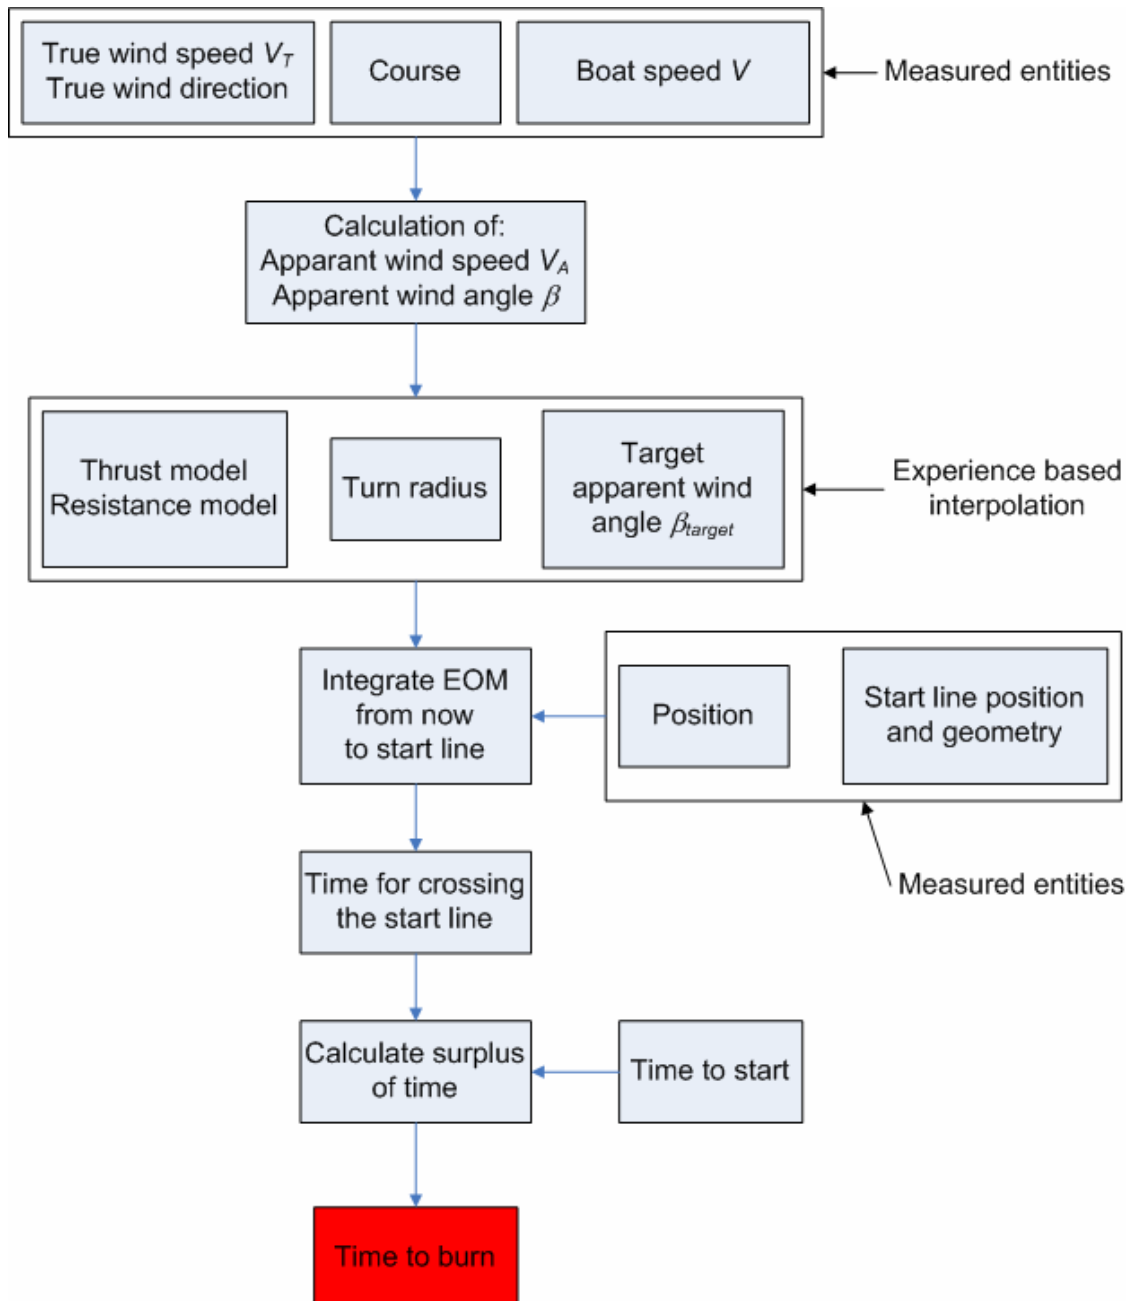 True wind speed V_T
True wind direction
Course
Boat speed V
Measured entities
Calculation of:
Apparant wind speed V_A
Apparent wind angle β
Thrust model
Resistance model
Turn radius
Target
apparent wind
angle β_target
Experience based
interpolation
Integrate EOM
from now
to start line
Position
Start line position
and geometry
Measured entities
Time for crossing
the start line
Calculate surplus
of time
Time to start
Time to burn